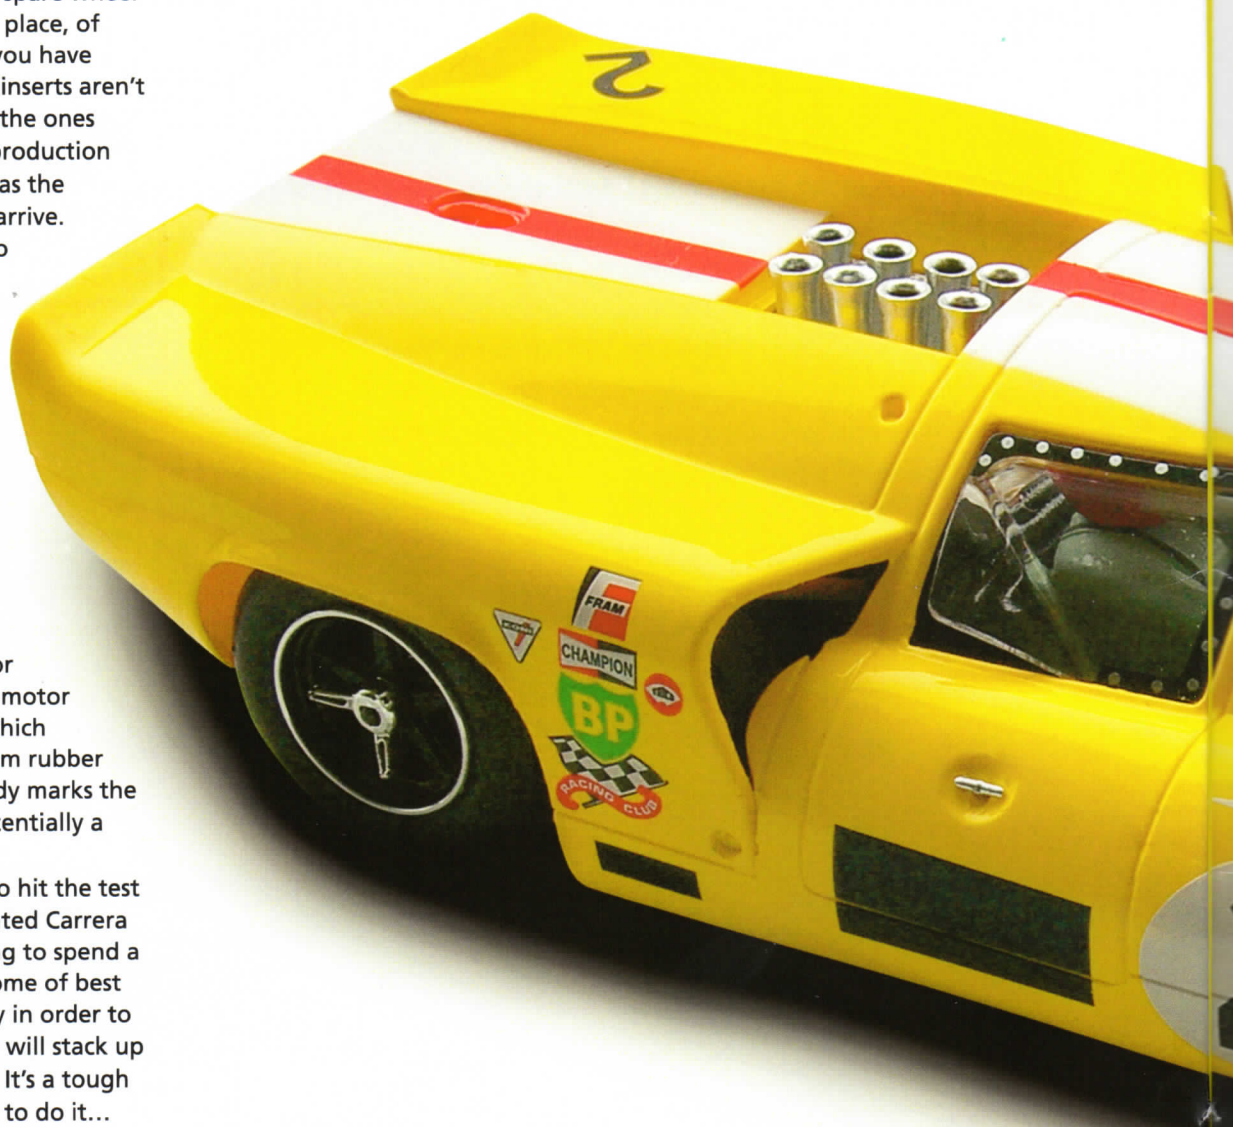 place, of
you have
inserts aren't
the ones
production
as the
arrive.
or
motor
which
m rubber
dy marks the
entially a
o hit the test
ted Carrera
g to spend a
ome of best
y in order to
will stack up
It's a tough
to do it...
2
FRAM
CHAMPION
BP
RACING CLUB